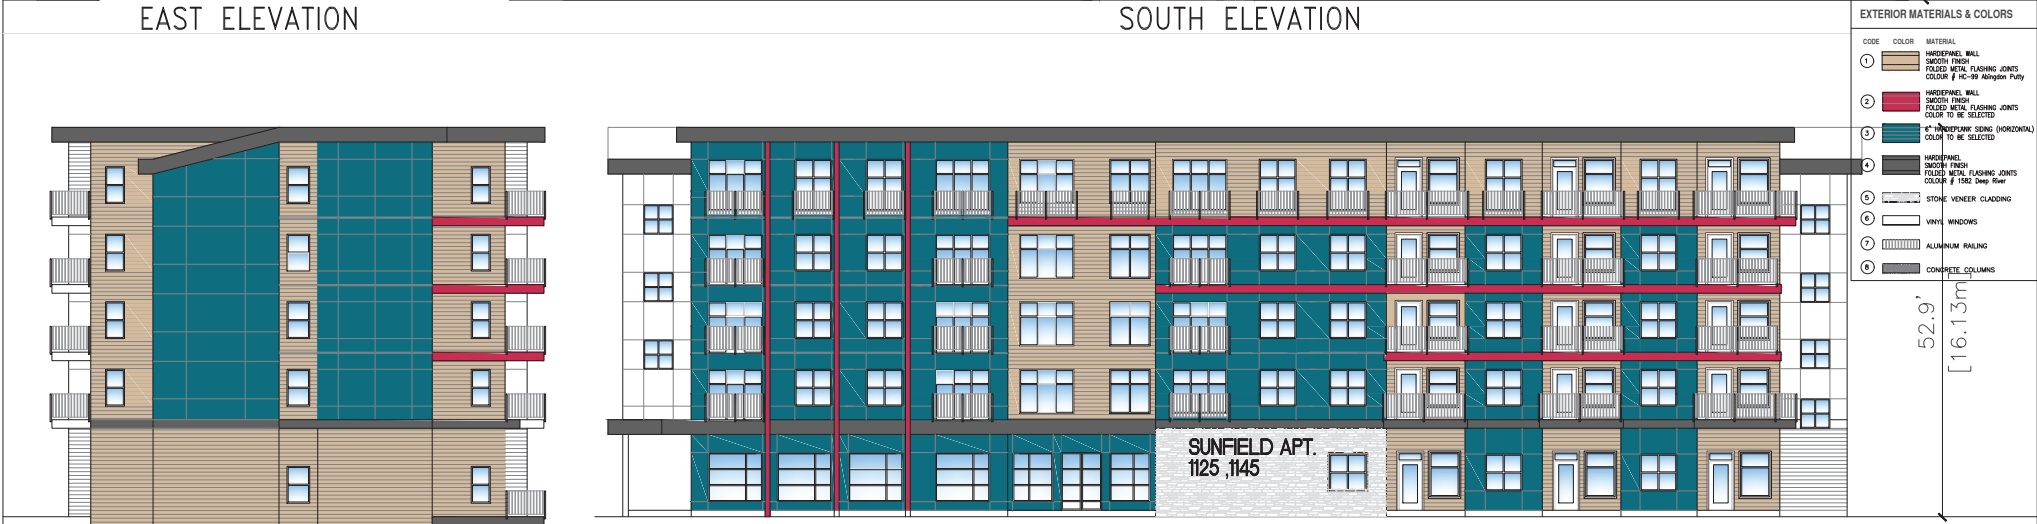 EAST ELEVATION
SOUTH ELEVATION
EXTERIOR MATERIALS & COLORS
CODE COLOR MATERIAL
1
HARDIEPANEL WALL
SMOOTH FINISH
FOLDED METAL FLASHING JOINTS
COLOUR # HC-99 Abingdon Putty
2
HARDIEPANEL WALL
SMOOTH FINISH
FOLDED METAL FLASHING JOINTS
COLOR TO BE SELECTED
3
6" HARDIEPLANK SIDING (HORIZONTAL)
COLOR TO BE SELECTED
4
HARDIEPANEL
SMOOTH FINISH
FOLDED METAL FLASHING JOINTS
COLOUR # 1582 Deep River
5
STONE VENEER CLADDING
6
VINYL WINDOWS
7
ALUMINUM RAILING
8
CONCRETE COLUMNS
52.9'
[16.13m]
SUNFIELD APT.
1125 ,1145